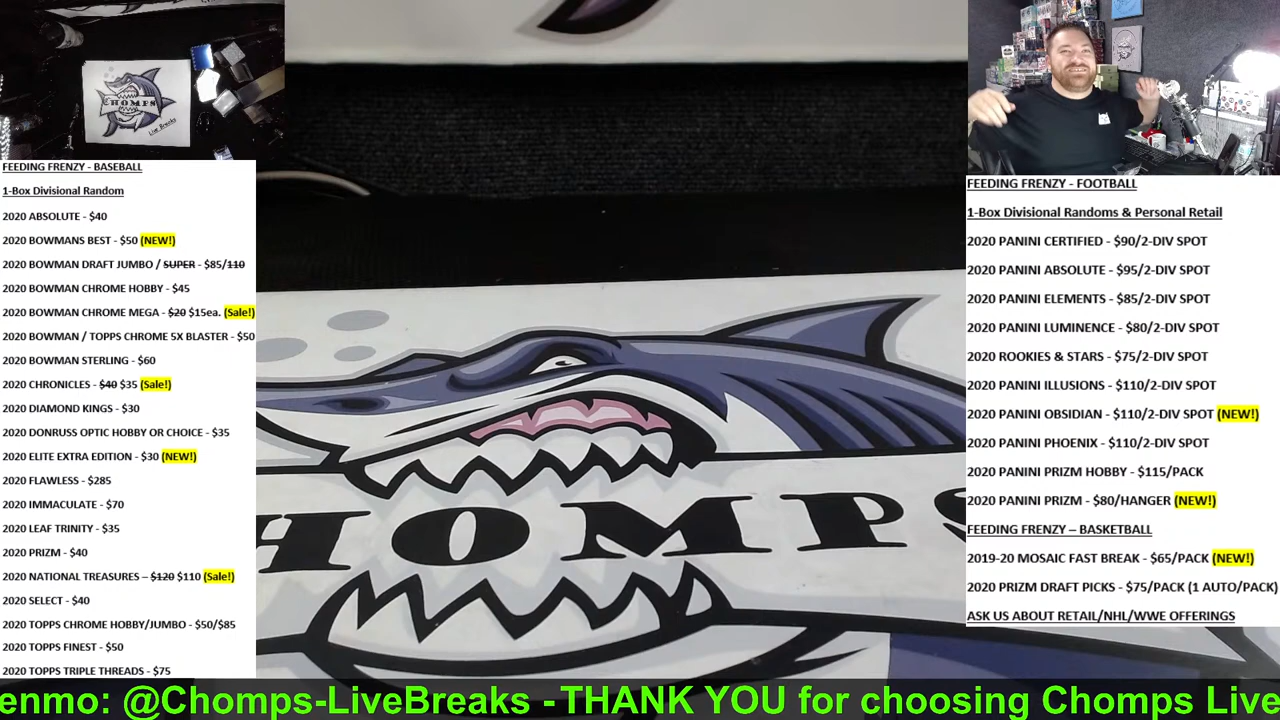 CHOMPS
Live Breaks
FEEDING FRENZY - BASEBALL
1-Box Divisional Random
2020 ABSOLUTE - $40
2020 BOWMANS BEST - $50 (NEW!)
2020 BOWMAN DRAFT JUMBO / SUPER - $85/110
2020 BOWMAN CHROME HOBBY - $45
2020 BOWMAN CHROME MEGA - $20 $15ea. (Sale!)
2020 BOWMAN / TOPPS CHROME 5X BLASTER - $50
2020 BOWMAN STERLING - $60
2020 CHRONICLES - $40 $35 (Sale!)
2020 DIAMOND KINGS - $30
2020 DONRUSS OPTIC HOBBY OR CHOICE - $35
2020 ELITE EXTRA EDITION - $30 (NEW!)
2020 FLAWLESS - $285
2020 IMMACULATE - $70
2020 LEAF TRINITY - $35
2020 PRIZM - $40
2020 NATIONAL TREASURES – $120 $110 (Sale!)
2020 SELECT - $40
2020 TOPPS CHROME HOBBY/JUMBO - $50/$85
2020 TOPPS FINEST - $50
2020 TOPPS TRIPLE THREADS - $75
HOMPS
FEEDING FRENZY - FOOTBALL
1-Box Divisional Randoms & Personal Retail
2020 PANINI CERTIFIED - $90/2-DIV SPOT
2020 PANINI ABSOLUTE - $95/2-DIV SPOT
2020 PANINI ELEMENTS - $85/2-DIV SPOT
2020 PANINI LUMINENCE - $80/2-DIV SPOT
2020 ROOKIES & STARS - $75/2-DIV SPOT
2020 PANINI ILLUSIONS - $110/2-DIV SPOT
2020 PANINI OBSIDIAN - $110/2-DIV SPOT (NEW!)
2020 PANINI PHOENIX - $110/2-DIV SPOT
2020 PANINI PRIZM HOBBY - $115/PACK
2020 PANINI PRIZM - $80/HANGER (NEW!)
FEEDING FRENZY – BASKETBALL
2019-20 MOSAIC FAST BREAK - $65/PACK (NEW!)
2020 PRIZM DRAFT PICKS - $75/PACK (1 AUTO/PACK)
ASK US ABOUT RETAIL/NHL/WWE OFFERINGS
enmo: @Chomps-LiveBreaks - THANK YOU for choosing Chomps Live